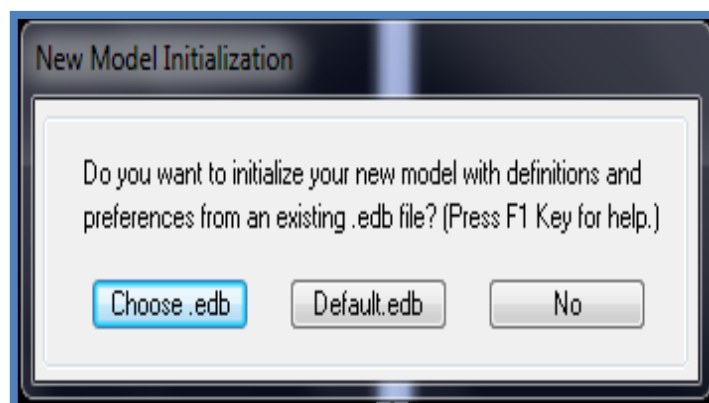 New Model Initialization
Do you want to initialize your new model with definitions and
preferences from an existing .edb file? (Press F1 Key for help.)
Choose .edb Default.edb No